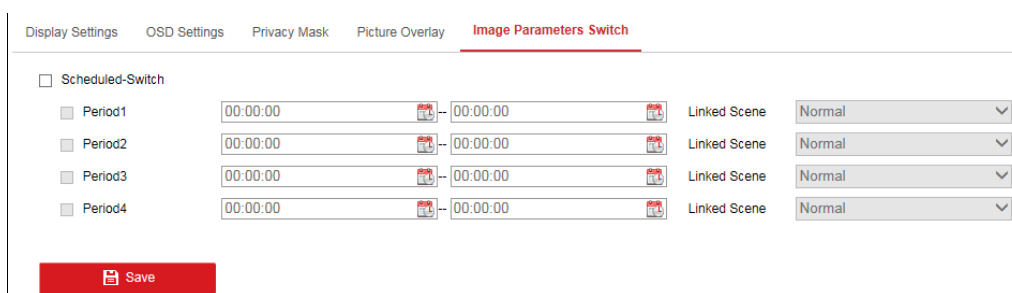 Display Settings OSD Settings Privacy Mask Picture Overlay Image Parameters Switch
Scheduled-Switch
Period1 00:00:00 -- 00:00:00 Linked Scene Normal
Period2 00:00:00 -- 00:00:00 Linked Scene Normal
Period3 00:00:00 -- 00:00:00 Linked Scene Normal
Period4 00:00:00 -- 00:00:00 Linked Scene Normal
Save